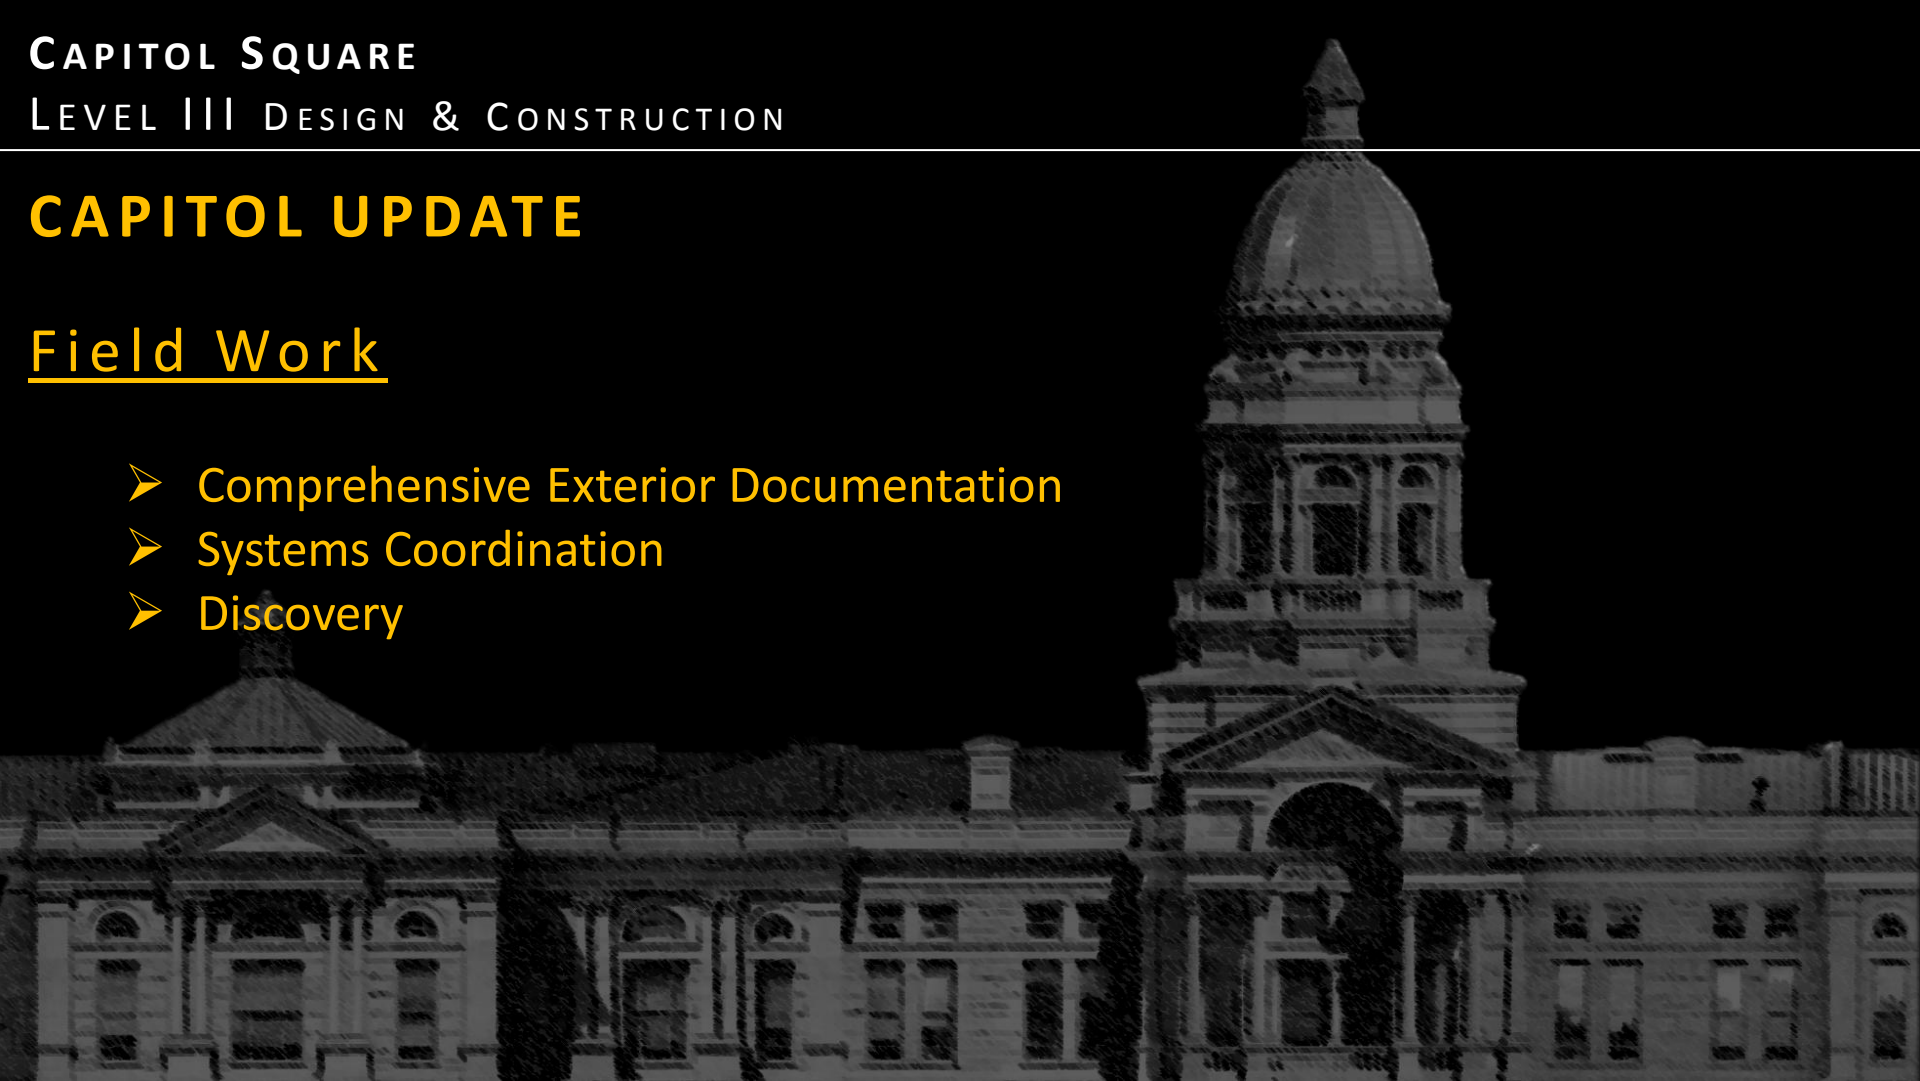 Capitol Square
Level III Design & Construction
CAPITOL UPDATE
Field Work
Comprehensive Exterior Documentation
Systems Coordination
Discovery